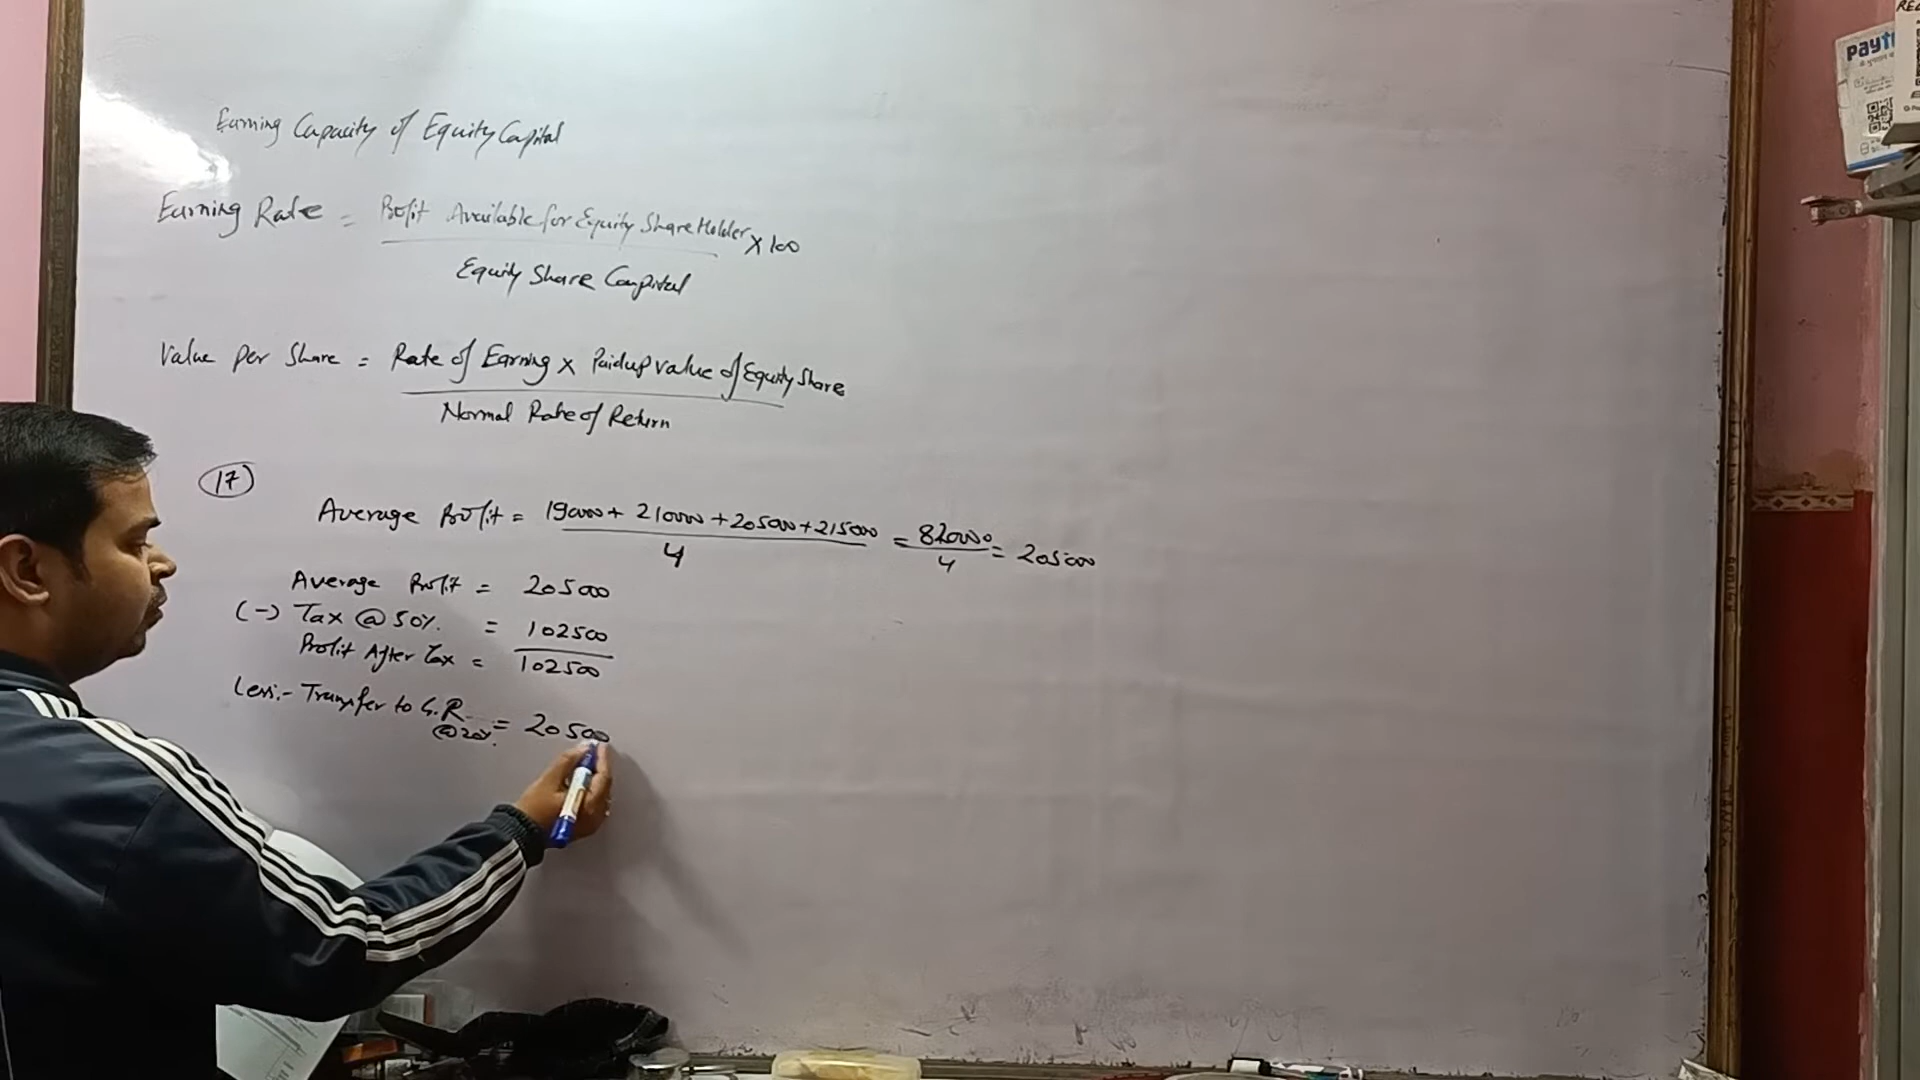 Earning Capacity of Equity Capital
Earning Rate = Profit Available for Equity Share Holder × 100
Equity Share Capital
Value per Share = Rate of Earning × Paidup value of Equity Share
Normal Rate of Return
17
Average Profit = 190000 + 210000 + 205000 + 215000 = 820000 = 205000
4 4
Average Profit = 205000
(-) Tax @ 50% = 102500
Profit After Tax = 102500
Less:- Transfer to G.R = 20500
@ 20%
Paytm